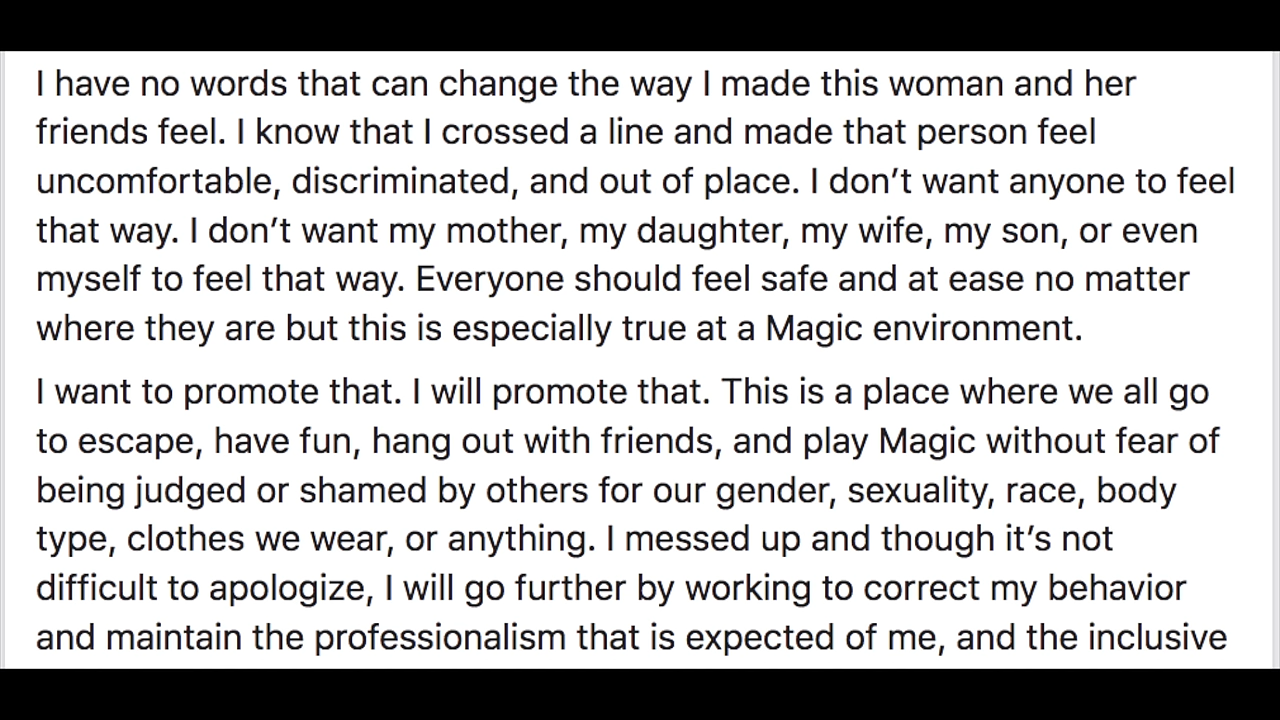 I have no words that can change the way I made this woman and her
friends feel. I know that I crossed a line and made that person feel
uncomfortable, discriminated, and out of place. I don’t want anyone to feel
that way. I don’t want my mother, my daughter, my wife, my son, or even
myself to feel that way. Everyone should feel safe and at ease no matter
where they are but this is especially true at a Magic environment.
I want to promote that. I will promote that. This is a place where we all go
to escape, have fun, hang out with friends, and play Magic without fear of
being judged or shamed by others for our gender, sexuality, race, body
type, clothes we wear, or anything. I messed up and though it’s not
difficult to apologize, I will go further by working to correct my behavior
and maintain the professionalism that is expected of me, and the inclusive